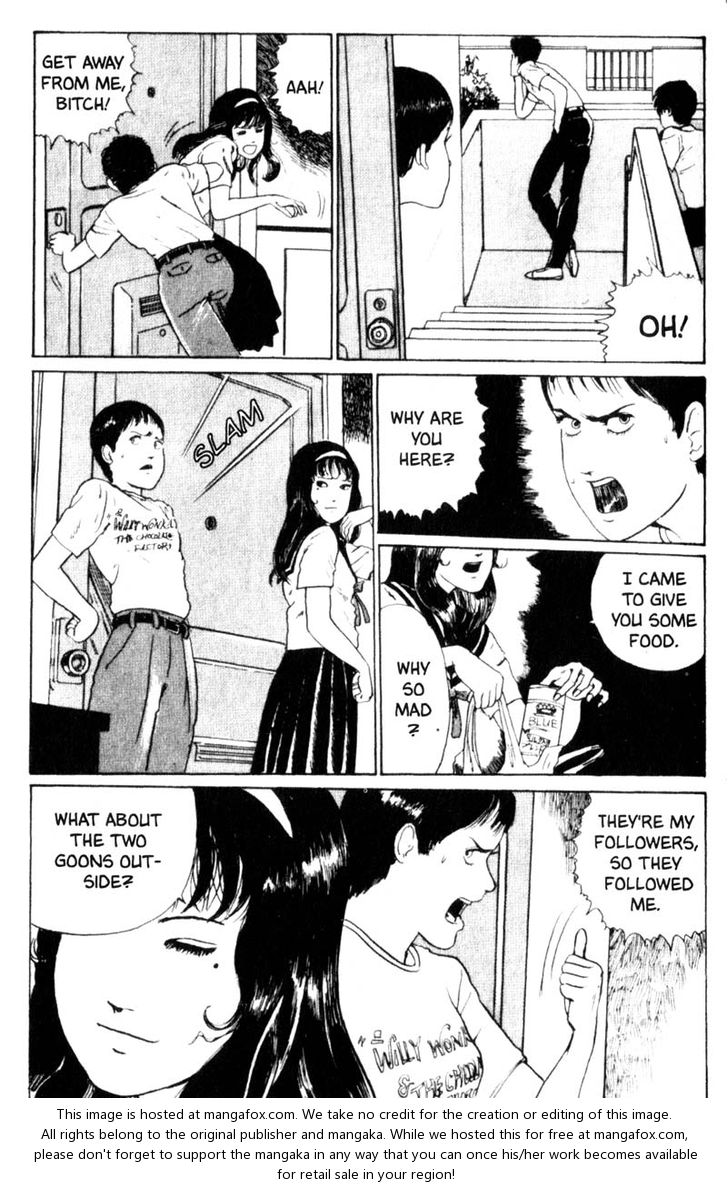 GET AWAY
FROM ME,
BITCH!
AAH!
OH!
SLAM
WILLY WONKA
THE CHOCOLATE
FACTORY
WHY ARE
YOU
HERE?
I CAME
TO GIVE
YOU SOME
FOOD.
WHY
SO
MAD
?
BLUE
WHAT ABOUT
THE TWO
GOONS OUT-
SIDE?
THEY'RE MY
FOLLOWERS,
SO THEY
FOLLOWED
ME.
WILLY WONK
& THE CHOCOL
This image is hosted at mangafox.com. We take no credit for the creation or editing of this image.
All rights belong to the original publisher and mangaka. While we hosted this for free at mangafox.com,
please don't forget to support the mangaka in any way that you can once his/her work becomes available
for retail sale in your region!